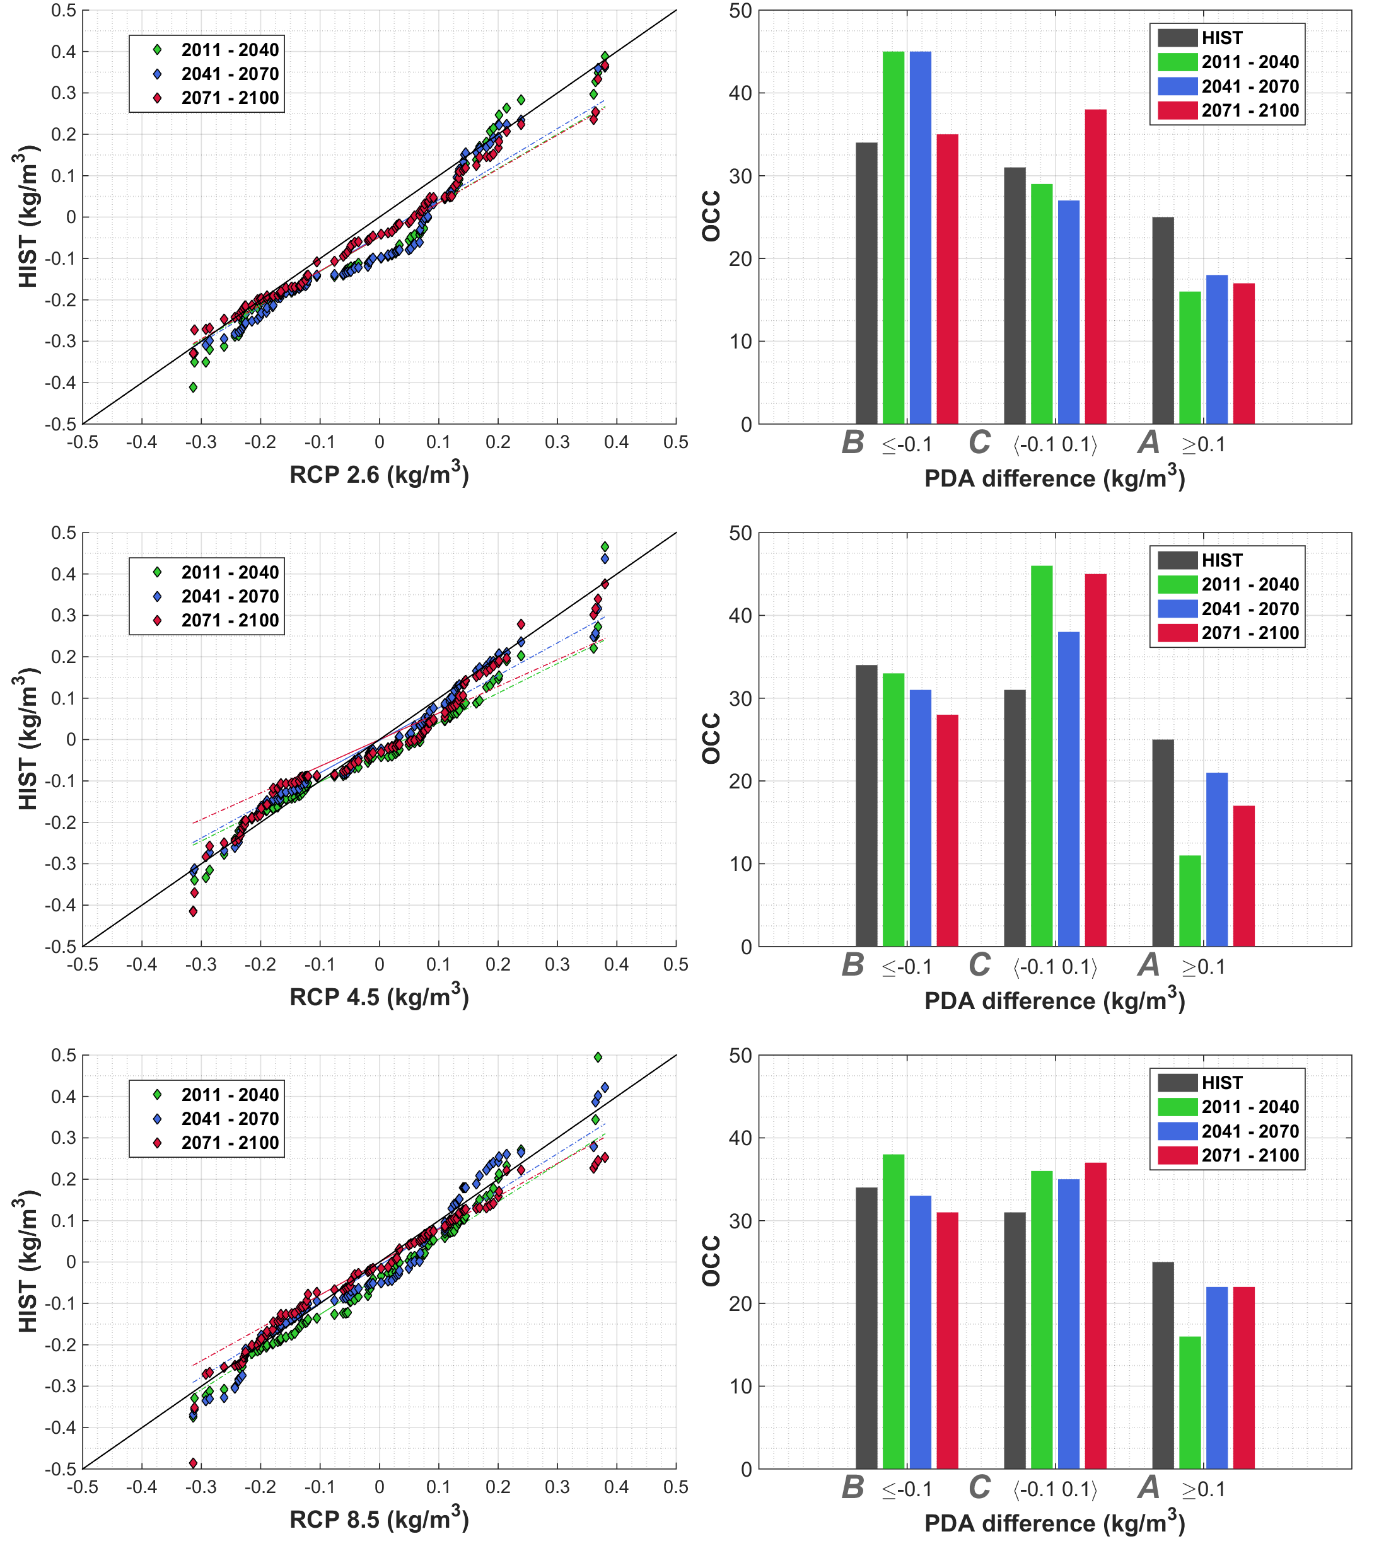 0.5
0.4
0.3
0.2
0.1
0
-0.1
-0.2
-0.3
-0.4
-0.5
HIST (kg/m³)
2011 - 2040
2041 - 2070
2071 - 2100
-0.5 -0.4 -0.3 -0.2 -0.1 0 0.1 0.2 0.3 0.4 0.5
RCP 2.6 (kg/m³)
50
40
30
20
10
0
OCC
HIST
2011 - 2040
2041 - 2070
2071 - 2100
B ≤-0.1 C ⟨-0.1 0.1⟩ A ≥0.1
PDA difference (kg/m³)
0.5
0.4
0.3
0.2
0.1
0
-0.1
-0.2
-0.3
-0.4
-0.5
HIST (kg/m³)
2011 - 2040
2041 - 2070
2071 - 2100
-0.5 -0.4 -0.3 -0.2 -0.1 0 0.1 0.2 0.3 0.4 0.5
RCP 4.5 (kg/m³)
50
40
30
20
10
0
OCC
HIST
2011 - 2040
2041 - 2070
2071 - 2100
B ≤-0.1 C ⟨-0.1 0.1⟩ A ≥0.1
PDA difference (kg/m³)
0.5
0.4
0.3
0.2
0.1
0
-0.1
-0.2
-0.3
-0.4
-0.5
HIST (kg/m³)
2011 - 2040
2041 - 2070
2071 - 2100
-0.5 -0.4 -0.3 -0.2 -0.1 0 0.1 0.2 0.3 0.4 0.5
RCP 8.5 (kg/m³)
50
40
30
20
10
0
OCC
HIST
2011 - 2040
2041 - 2070
2071 - 2100
B ≤-0.1 C ⟨-0.1 0.1⟩ A ≥0.1
PDA difference (kg/m³)